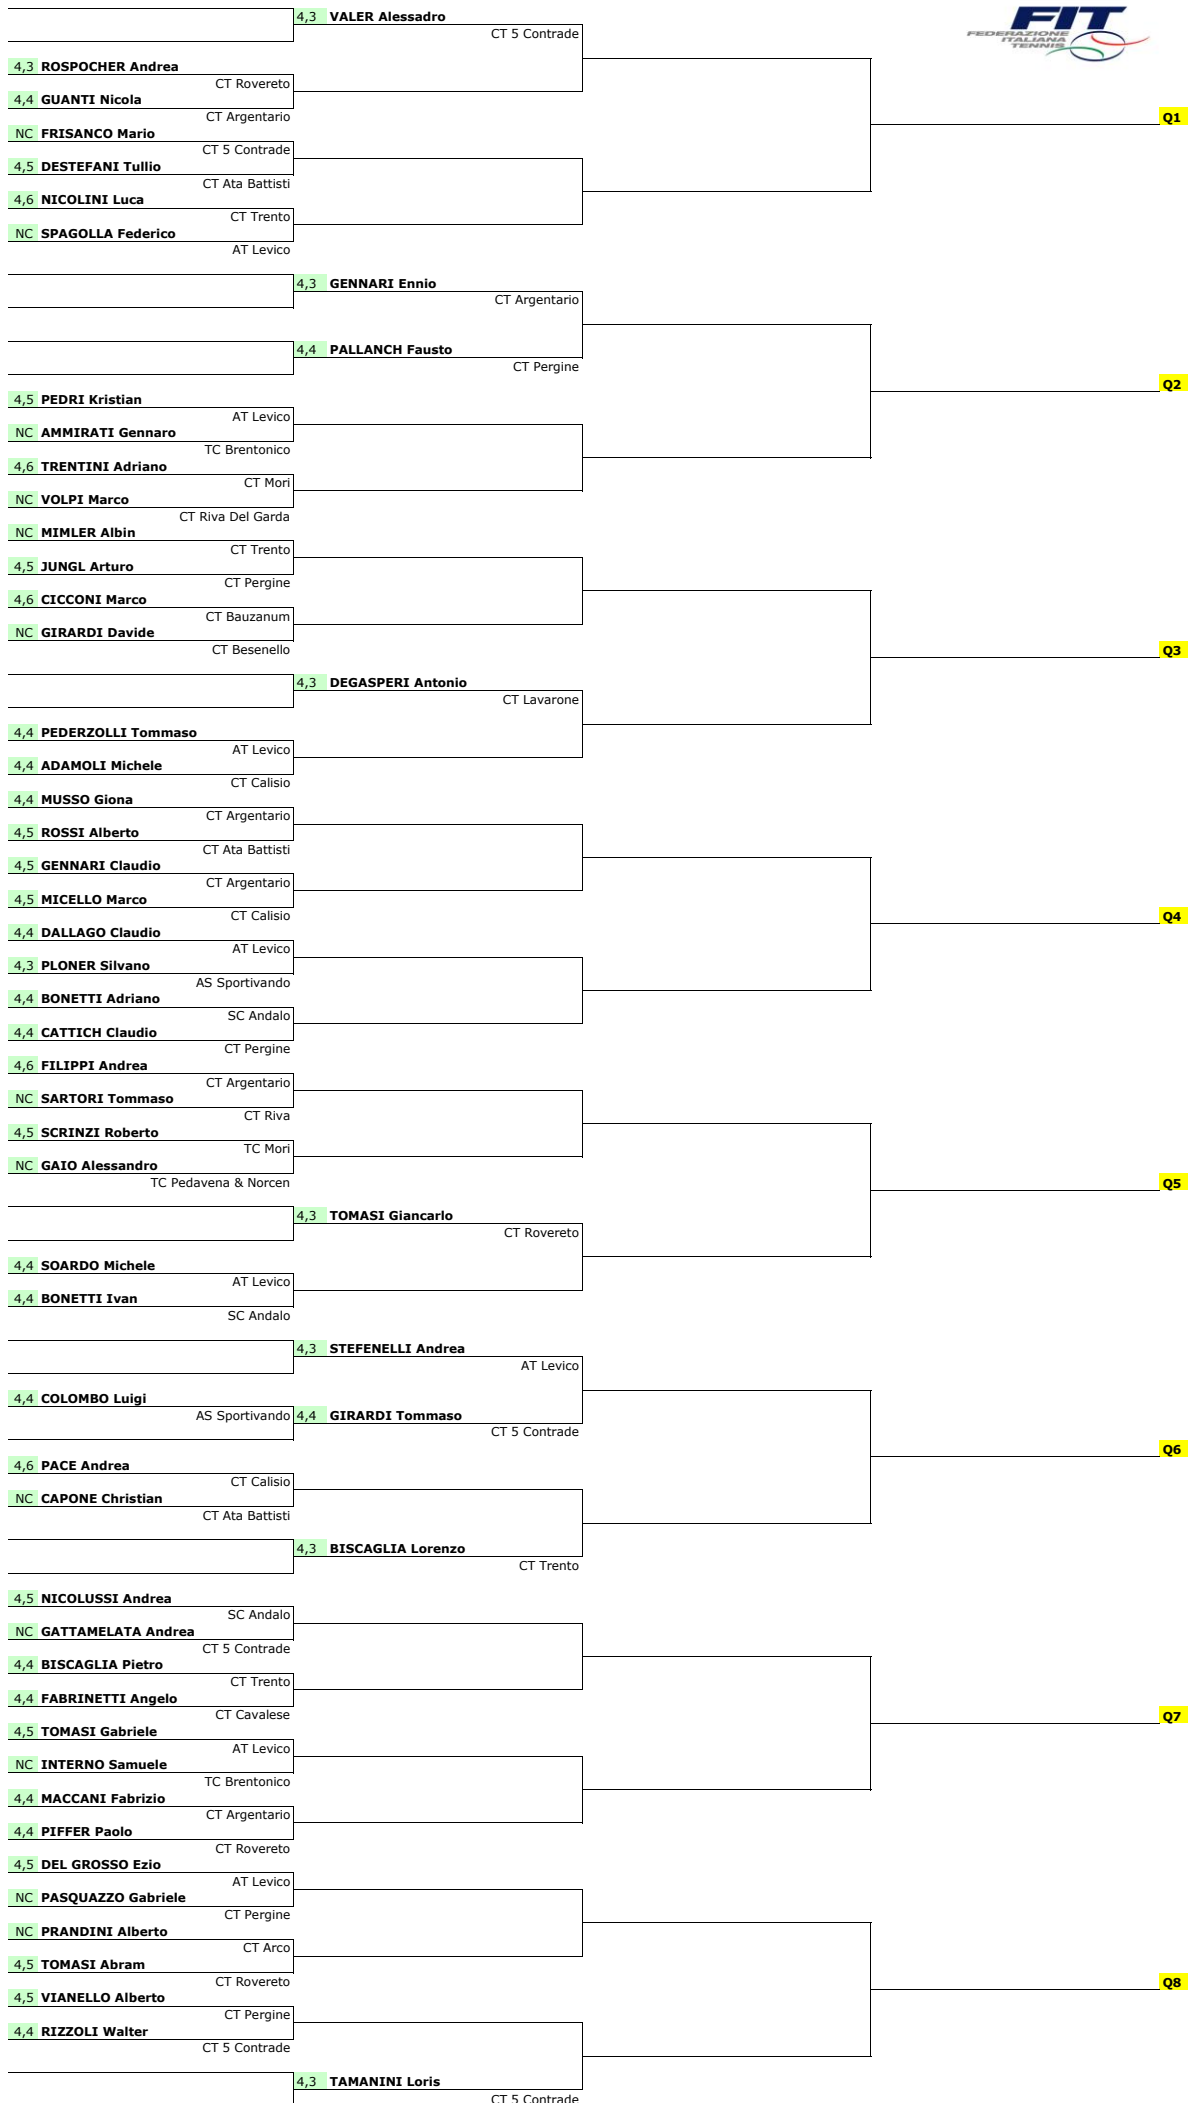 4,3 VALER Alessadro
FIT
FEDERAZIONE
ITALIANA
TENNIS
CT 5 Contrade
4,3 ROSPOCHER Andrea
CT Rovereto
4,4 GUANTI Nicola
CT Argentario
Q1
NC FRISANCO Mario
CT 5 Contrade
4,5 DESTEFANI Tullio
CT Ata Battisti
4,6 NICOLINI Luca
CT Trento
NC SPAGOLLA Federico
AT Levico
4,3 GENNARI Ennio
CT Argentario
4,4 PALLANCH Fausto
CT Pergine
Q2
4,5 PEDRI Kristian
AT Levico
NC AMMIRATI Gennaro
TC Brentonico
4,6 TRENTINI Adriano
CT Mori
NC VOLPI Marco
CT Riva Del Garda
NC MIMLER Albin
CT Trento
4,5 JUNGL Arturo
CT Pergine
4,6 CICCONI Marco
CT Bauzanum
NC GIRARDI Davide
CT Besenello
Q3
4,3 DEGASPERI Antonio
CT Lavarone
4,4 PEDERZOLLI Tommaso
AT Levico
4,4 ADAMOLI Michele
CT Calisio
4,4 MUSSO Giona
CT Argentario
4,5 ROSSI Alberto
CT Ata Battisti
4,5 GENNARI Claudio
CT Argentario
4,5 MICELLO Marco
CT Calisio
Q4
4,4 DALLAGO Claudio
AT Levico
4,3 PLONER Silvano
AS Sportivando
4,4 BONETTI Adriano
SC Andalo
4,4 CATTICH Claudio
CT Pergine
4,6 FILIPPI Andrea
CT Argentario
NC SARTORI Tommaso
CT Riva
4,5 SCRINZI Roberto
TC Mori
NC GAIO Alessandro
TC Pedavena & Norcen
Q5
4,3 TOMASI Giancarlo
CT Rovereto
4,4 SOARDO Michele
AT Levico
4,4 BONETTI Ivan
SC Andalo
4,3 STEFENELLI Andrea
AT Levico
4,4 COLOMBO Luigi
AS Sportivando
4,4 GIRARDI Tommaso
CT 5 Contrade
Q6
4,6 PACE Andrea
CT Calisio
NC CAPONE Christian
CT Ata Battisti
4,3 BISCAGLIA Lorenzo
CT Trento
4,5 NICOLUSSI Andrea
SC Andalo
NC GATTAMELATA Andrea
CT 5 Contrade
4,4 BISCAGLIA Pietro
CT Trento
4,4 FABRINETTI Angelo
CT Cavalese
Q7
4,5 TOMASI Gabriele
AT Levico
NC INTERNO Samuele
TC Brentonico
4,4 MACCANI Fabrizio
CT Argentario
4,4 PIFFER Paolo
CT Rovereto
4,5 DEL GROSSO Ezio
AT Levico
NC PASQUAZZO Gabriele
CT Pergine
NC PRANDINI Alberto
CT Arco
4,5 TOMASI Abram
CT Rovereto
Q8
4,5 VIANELLO Alberto
CT Pergine
4,4 RIZZOLI Walter
CT 5 Contrade
4,3 TAMANINI Loris
CT 5 Contrade